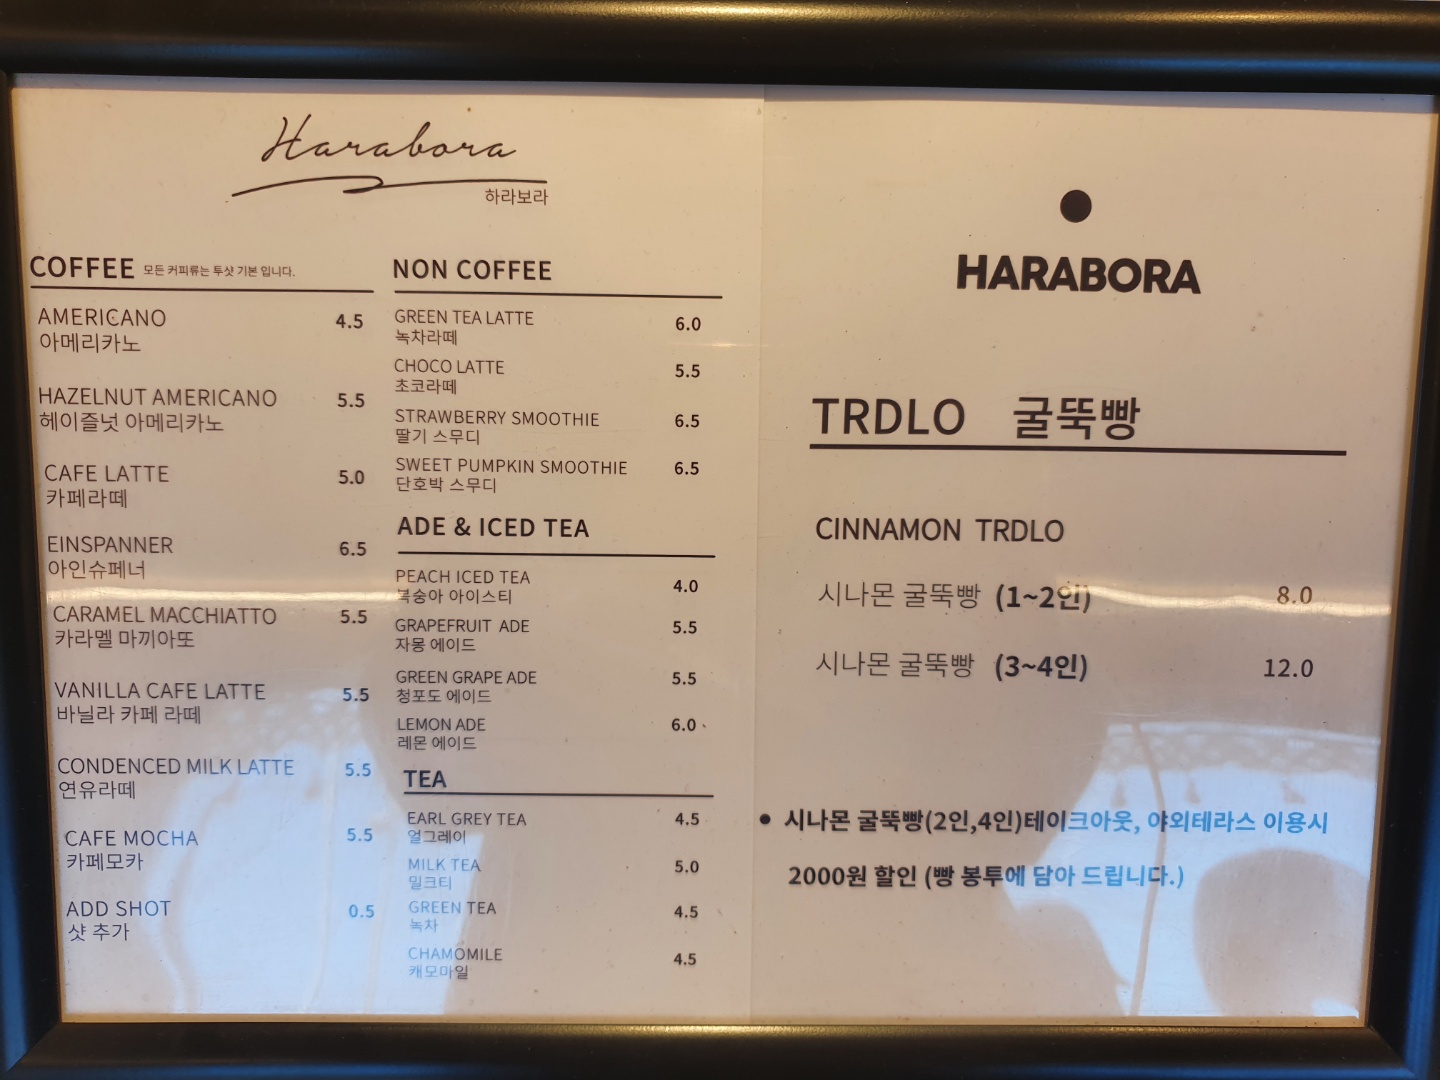 Harabora
하라보라
COFFEE 모든 커피류는 투샷 기본 입니다.
AMERICANO 4.5
아메리카노
HAZELNUT AMERICANO 5.5
헤이즐넛 아메리카노
CAFE LATTE 5.0
카페라떼
EINSPANNER 6.5
아인슈페너
CARAMEL MACCHIATTO 5.5
카라멜 마끼아또
VANILLA CAFE LATTE 5.5
바닐라 카페 라떼
CONDENCED MILK LATTE 5.5
연유라떼
CAFE MOCHA 5.5
카페모카
ADD SHOT 0.5
샷 추가
NON COFFEE
GREEN TEA LATTE 6.0
녹차라떼
CHOCO LATTE 5.5
초코라떼
STRAWBERRY SMOOTHIE 6.5
딸기 스무디
SWEET PUMPKIN SMOOTHIE 6.5
단호박 스무디
ADE & ICED TEA
PEACH ICED TEA 4.0
복숭아 아이스티
GRAPEFRUIT ADE 5.5
자몽 에이드
GREEN GRAPE ADE 5.5
청포도 에이드
LEMON ADE 6.0
레몬 에이드
TEA
EARL GREY TEA 4.5
얼그레이
MILK TEA 5.0
밀크티
GREEN TEA 4.5
녹차
CHAMOMILE 4.5
캐모마일
HARABORA
TRDLO 굴뚝빵
CINNAMON TRDLO
시나몬 굴뚝빵 (1~2인) 8.0
시나몬 굴뚝빵 (3~4인) 12.0
• 시나몬 굴뚝빵(2인,4인)테이크아웃, 야외테라스 이용시
2000원 할인 (빵 봉투에 담아 드립니다.)